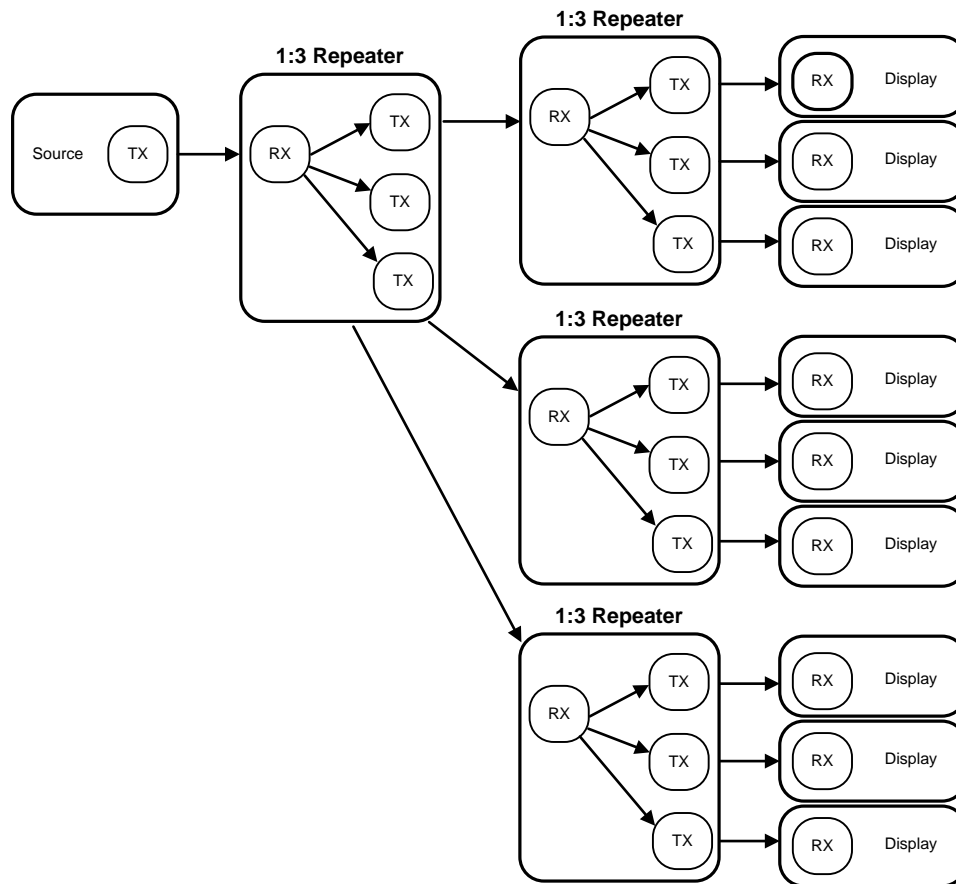 1:3 Repeater
1:3 Repeater
Source
TX
RX
TX
TX
TX
RX
TX
TX
TX
RX
Display
RX
Display
RX
Display
1:3 Repeater
RX
TX
TX
TX
RX
Display
RX
Display
RX
Display
1:3 Repeater
RX
TX
TX
TX
RX
Display
RX
Display
RX
Display